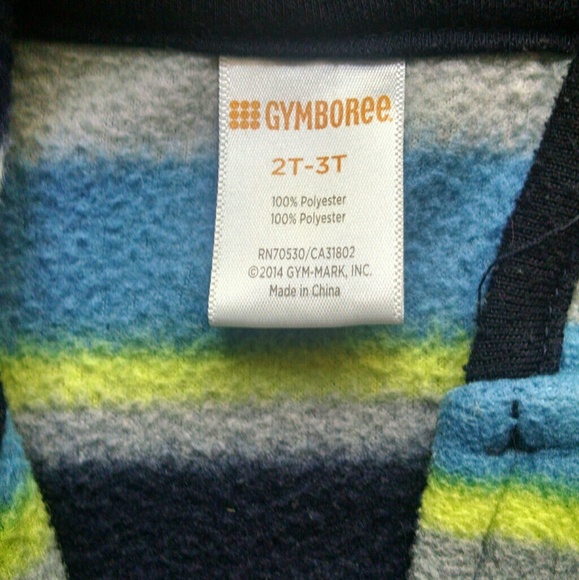 GYMBOREE
2T-3T
100% Polyester
100% Polyester
RN70530/CA31802
©2014 GYM-MARK, INC.
Made in China